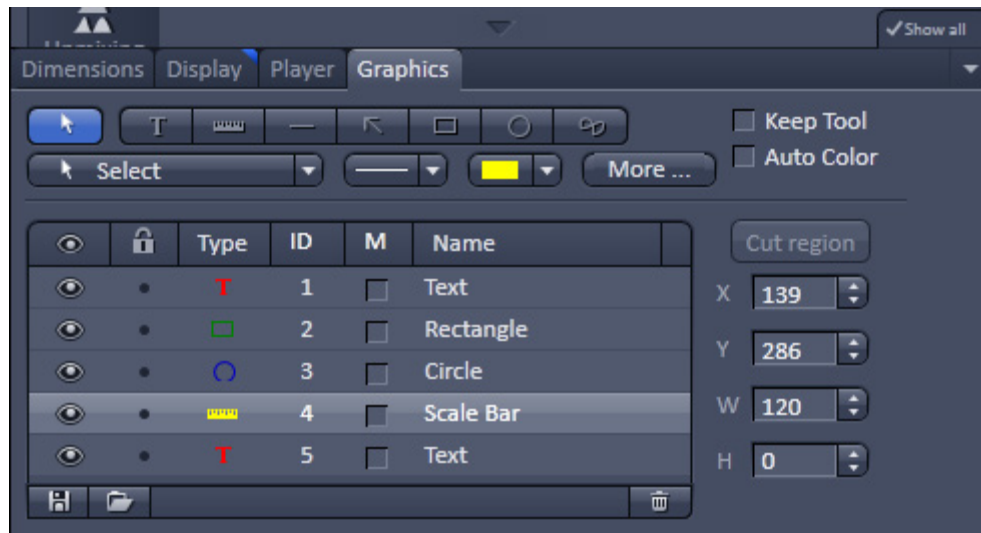 Show all
Dimensions Display Player Graphics
T Keep Tool
Select More ... Auto Color
Type ID M Name Cut region
T 1 Text X 139
2 Rectangle
3 Circle Y 286
4 Scale Bar W 120
T 5 Text H 0